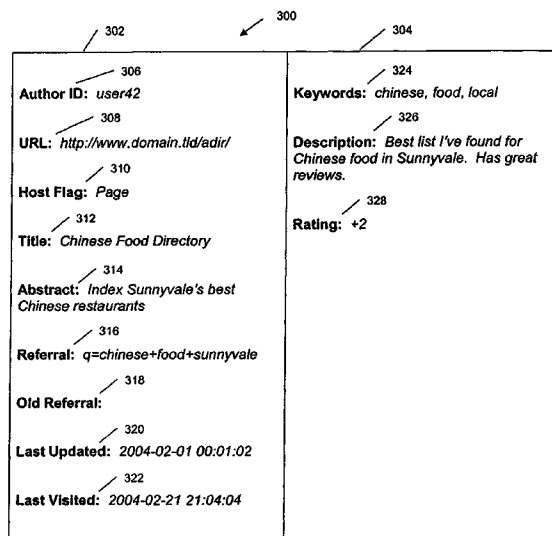 300
302
304
306
Author ID: user42
308
URL: http://www.domain.tld/adir/
310
Host Flag: Page
312
Title: Chinese Food Directory
314
Abstract: Index Sunnyvale's best
Chinese restaurants
316
Referral: q=chinese+food+sunnyvale
318
Old Referral:
320
Last Updated: 2004-02-01 00:01:02
322
Last Visited: 2004-02-21 21:04:04
324
Keywords: chinese, food, local
326
Description: Best list I've found for
Chinese food in Sunnyvale. Has great
reviews.
328
Rating: +2